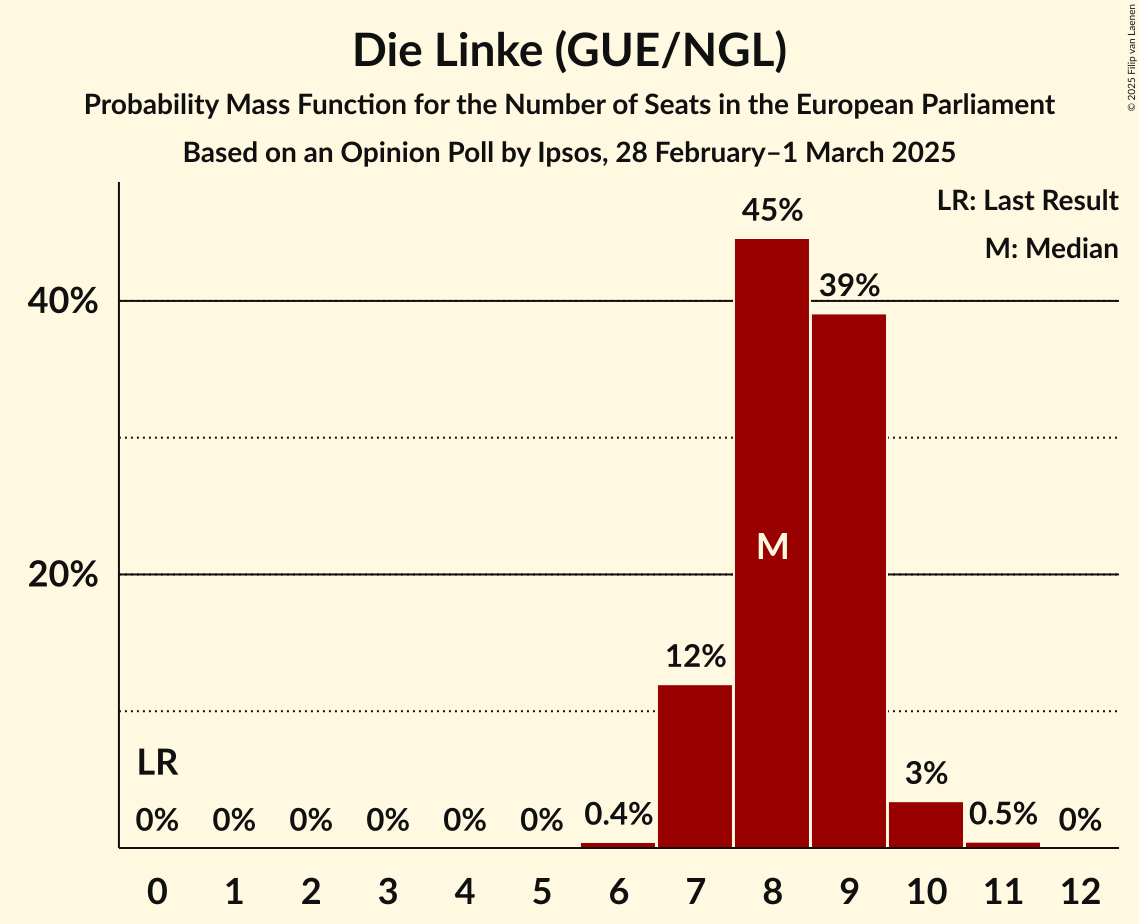 Die Linke (GUE/NGL)
Probability Mass Function for the Number of Seats in the European Parliament
Based on an Opinion Poll by Ipsos, 28 February–1 March 2025
© 2025 Filip van Laenen
LR: Last Result
M: Median
45%
39%
40%
M
20%
12%
LR
3%
0% 0% 0% 0% 0% 0% 0.4% 0.5% 0%
0 1 2 3 4 5 6 7 8 9 10 11 12